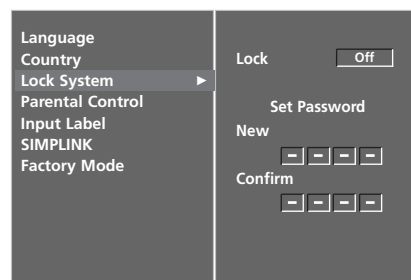 Language
Country
Lock System ►
Parental Control
Input Label
SIMPLINK
Factory Mode
Lock Off
Set Password
New
– – – –
Confirm
– – – –